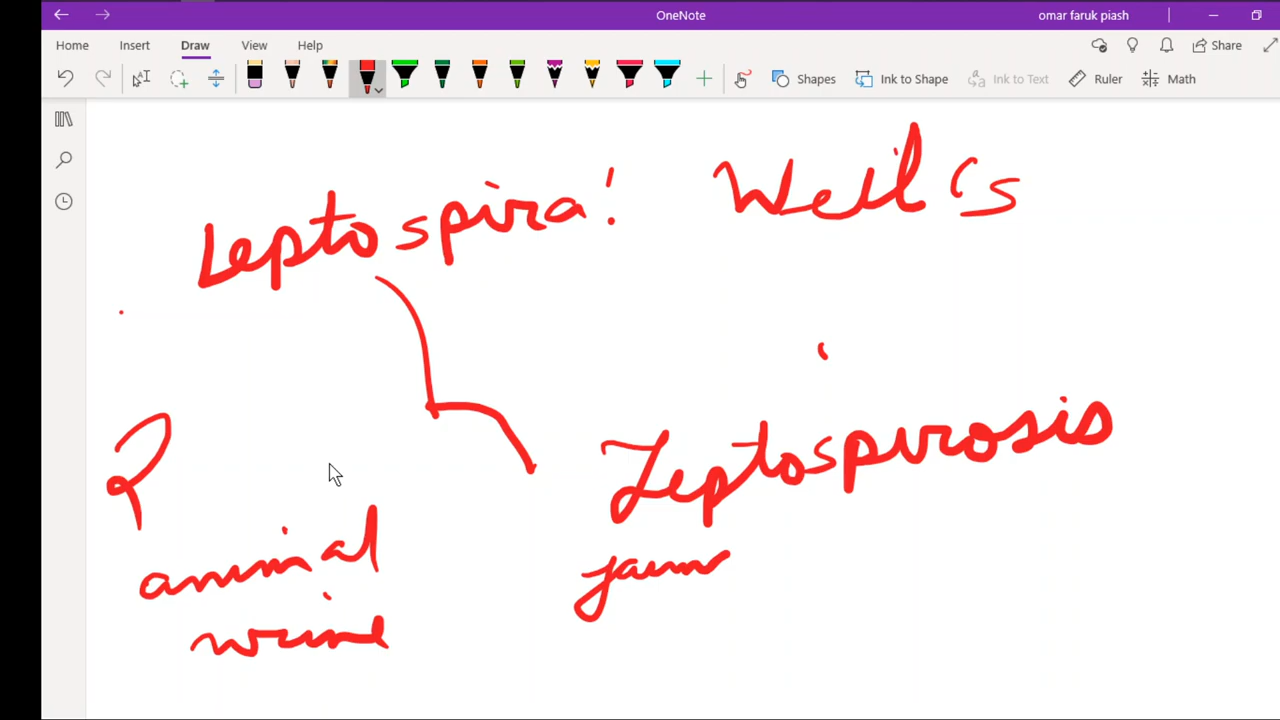 OneNote
omar faruk piash
Home Insert Draw View Help
Share
Shapes Ink to Shape Ink to Text Ruler Math
Leptospira! Weil's
Leptospirosis
animal jaun
urine